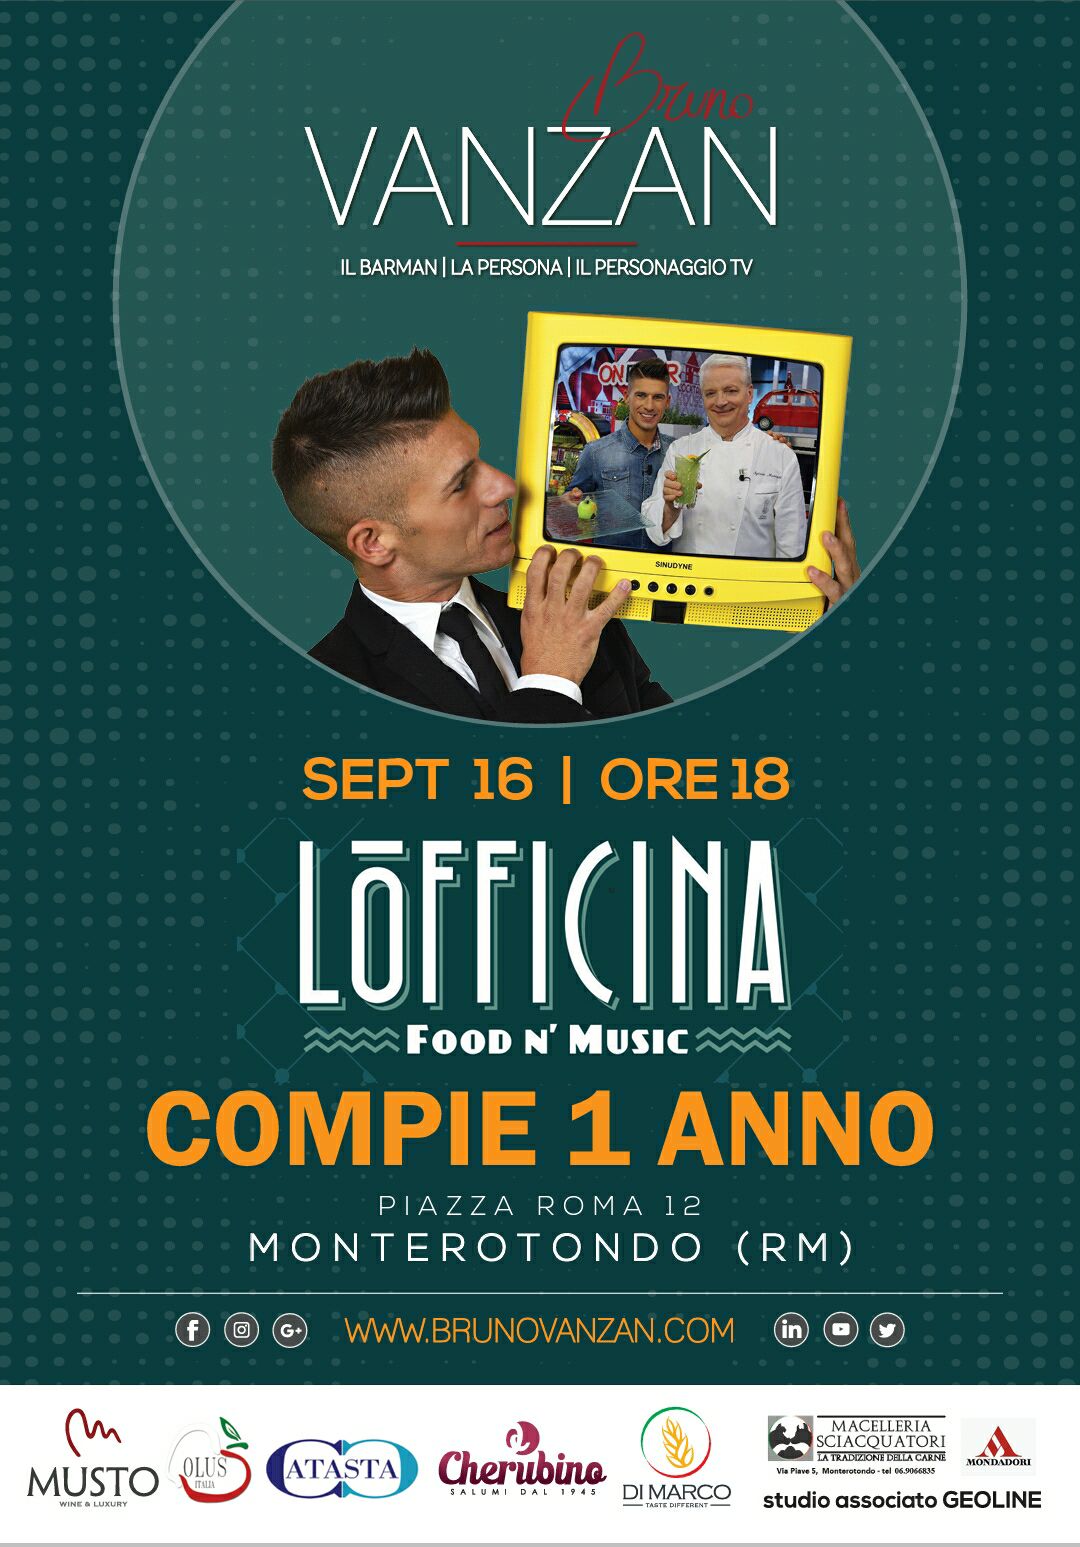 Bruno
VANZAN
IL BARMAN | LA PERSONA | IL PERSONAGGIO TV
SINUDYNE
SEPT 16 | ORE 18
LŌFFICINA
FOOD N' MUSIC
COMPIE 1 ANNO
PIAZZA ROMA 12
MONTEROTONDO (RM)
f G+ WWW.BRUNOVANZAN.COM in
MUSTO
WINE & LUXURY
OLUS
ITALIA
CATASTA
Cherubino
SALUMI DAL 1945
DI MARCO
TASTE DIFFERENT
MACELLERIA
SCIACQUATORI
LA TRADIZIONE DELLA CARNE
Via Piave 5, Monterotondo - tel 06.9066835
MONDADORI
studio associato GEOLINE